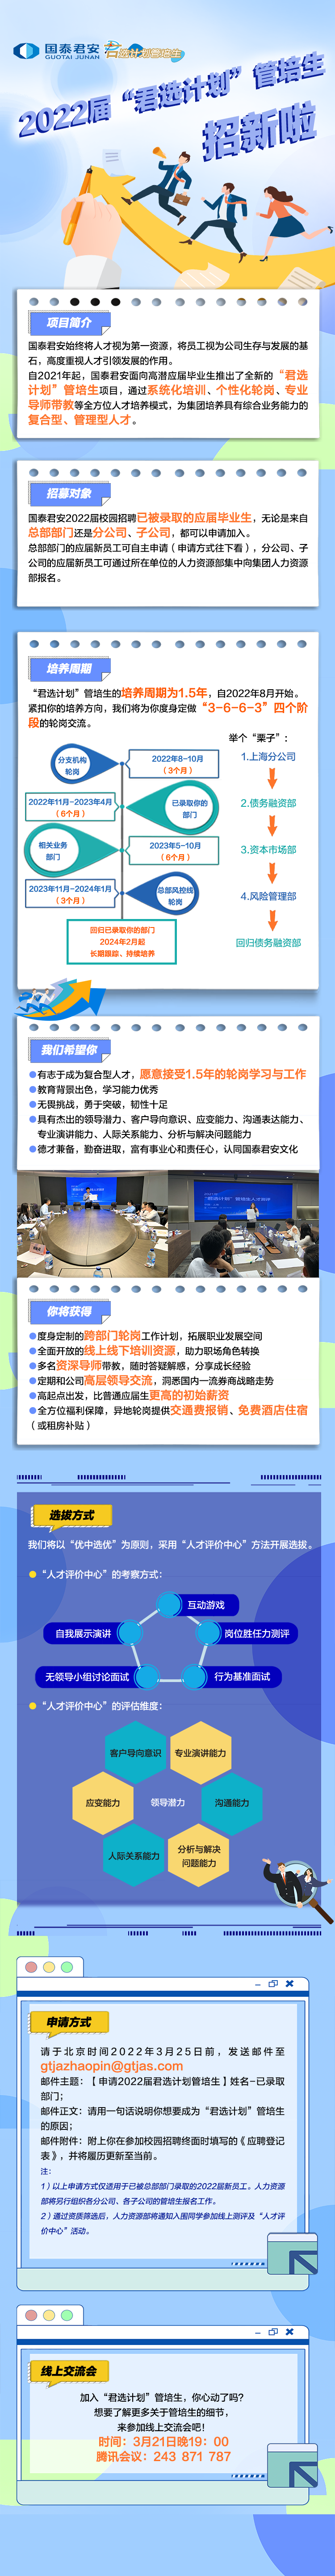 国泰君安
GUOTAI JUNAN
君选计划管培生
2022届“君选计划”管培生
招新啦
项目简介
国泰君安始终将人才视为第一资源，将员工视为公司生存与发展的基
石，高度重视人才引领发展的作用。
自2021年起，国泰君安面向高潜应届毕业生推出了全新的“君选
计划”管培生项目，通过系统化培训、个性化轮岗、专业
导师带教等全方位人才培养模式，为集团培养具有综合业务能力的
复合型、管理型人才。
招募对象
国泰君安2022届校园招聘已被录取的应届毕业生，无论是来自
总部部门还是分公司、子公司，都可以申请加入。
总部部门的应届新员工可自主申请（申请方式往下看），分公司、子
公司的应届新员工可通过所在单位的人力资源部集中向集团人力资源
部报名。
培养周期
“君选计划”管培生的培养周期为1.5年，自2022年8月开始。
紧扣你的培养方向，我们将为你度身定做“3-6-6-3”四个阶
段的轮岗交流。
举个“栗子”：
分支机构
轮岗
2022年8-10月
（3个月）
1.上海分公司
2022年11月-2023年4月
（6个月）
已录取你的
部门
2.债务融资部
相关业务
部门
2023年5-10月
（6个月）
3.资本市场部
2023年11月-2024年1月
（3个月）
总部风控线
轮岗
4.风险管理部
回归已录取你的部门
2024年2月起
长期跟踪、持续培养
回归债务融资部
我们希望你
●有志于成为复合型人才，愿意接受1.5年的轮岗学习与工作
●教育背景出色，学习能力优秀
●无畏挑战，勇于突破，韧性十足
●具有杰出的领导潜力、客户导向意识、应变能力、沟通表达能力、
专业演讲能力、人际关系能力、分析与解决问题能力
●德才兼备，勤奋进取，富有事业心和责任心，认同国泰君安文化
你将获得
●度身定制的跨部门轮岗工作计划，拓展职业发展空间
●全面开放的线上线下培训资源，助力职场角色转换
●多名资深导师带教，随时答疑解惑，分享成长经验
●定期和公司高层领导交流，洞悉国内一流券商战略走势
●高起点出发，比普通应届生更高的初始薪资
●全方位福利保障，异地轮岗提供交通费报销、免费酒店住宿
（或租房补贴）
选拔方式
我们将以“优中选优”为原则，采用“人才评价中心”方法开展选拔。
●“人才评价中心”的考察方式：
互动游戏
自我展示演讲
岗位胜任力测评
无领导小组讨论面试
行为基准面试
●“人才评价中心”的评估维度：
客户导向意识
专业演讲能力
应变能力
领导潜力
沟通能力
人际关系能力
分析与解决
问题能力
申请方式
请于北京时间2022年3月25日前，发送邮件至
gtjazhaopin@gtjas.com
邮件主题：【申请2022届君选计划管培生】姓名-已录取
部门；
邮件正文：请用一句话说明你想要成为“君选计划”管培生
的原因；
邮件附件：附上你在参加校园招聘终面时填写的《应聘登记
表》，并将履历更新至当前。
注：
1）以上申请方式仅适用于已被总部部门录取的2022届新员工。人力资源
部将另行组织各分公司、各子公司的管培生报名工作。
2）通过资质筛选后，人力资源部将通知入围同学参加线上测评及“人才评
价中心”活动。
线上交流会
加入“君选计划”管培生，你心动了吗？
想要了解更多关于管培生的细节，
来参加线上交流会吧！
时间：3月21日晚19：00
腾讯会议：243 871 787